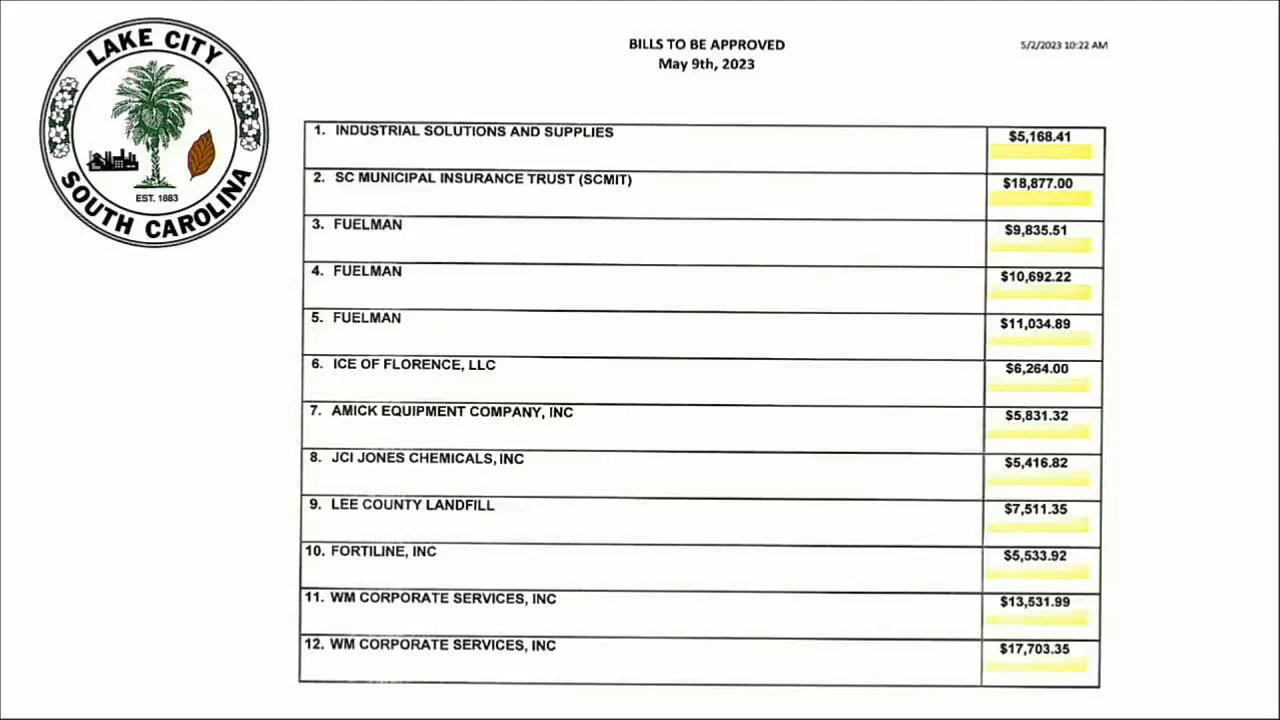 LAKE CITY
EST. 1883
SOUTH CAROLINA
BILLS TO BE APPROVED
May 9th, 2023
5/2/2023 10:22 AM
1. INDUSTRIAL SOLUTIONS AND SUPPLIES $5,168.41
2. SC MUNICIPAL INSURANCE TRUST (SCMIT) $18,877.00
3. FUELMAN $9,835.51
4. FUELMAN $10,692.22
5. FUELMAN $11,034.89
6. ICE OF FLORENCE, LLC $6,264.00
7. AMICK EQUIPMENT COMPANY, INC $5,831.32
8. JCI JONES CHEMICALS, INC $5,416.82
9. LEE COUNTY LANDFILL $7,511.35
10. FORTILINE, INC $5,533.92
11. WM CORPORATE SERVICES, INC $13,531.99
12. WM CORPORATE SERVICES, INC $17,703.35